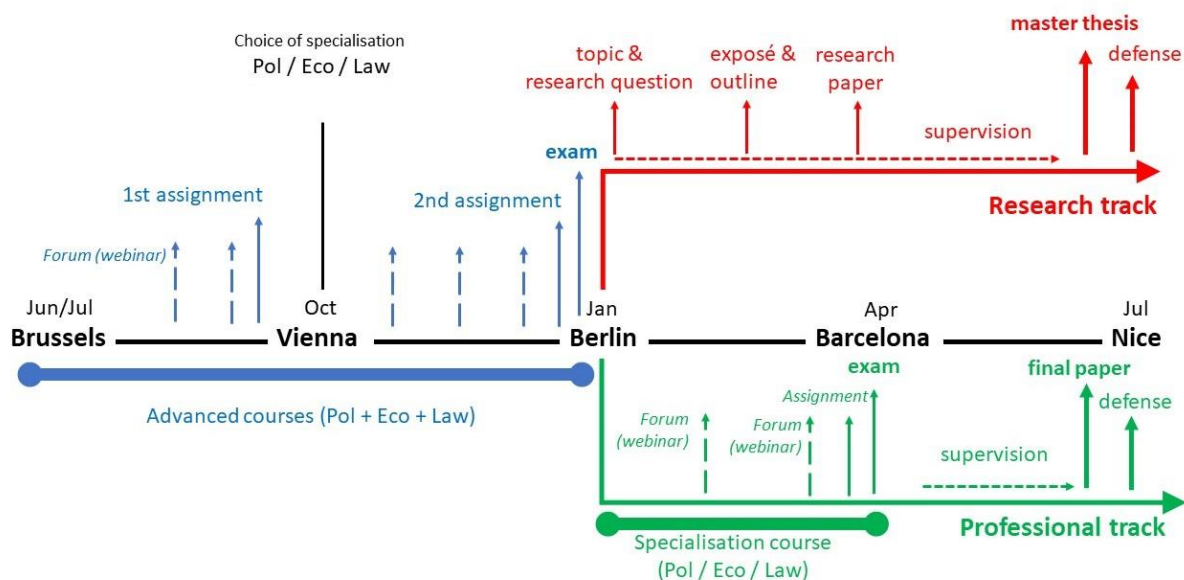 Choice of specialisation
Pol / Eco / Law
1st assignment
Forum (webinar)
2nd assignment
exam
topic &
research question
exposé &
outline
research
paper
supervision
master thesis
defense
Research track
Jun/Jul
Brussels
Oct
Vienna
Jan
Berlin
Apr
Barcelona
Jul
Nice
Advanced courses (Pol + Eco + Law)
Forum
(webinar)
Forum
(webinar)
Assignment
exam
supervision
final paper
defense
Professional track
Specialisation course
(Pol / Eco / Law)